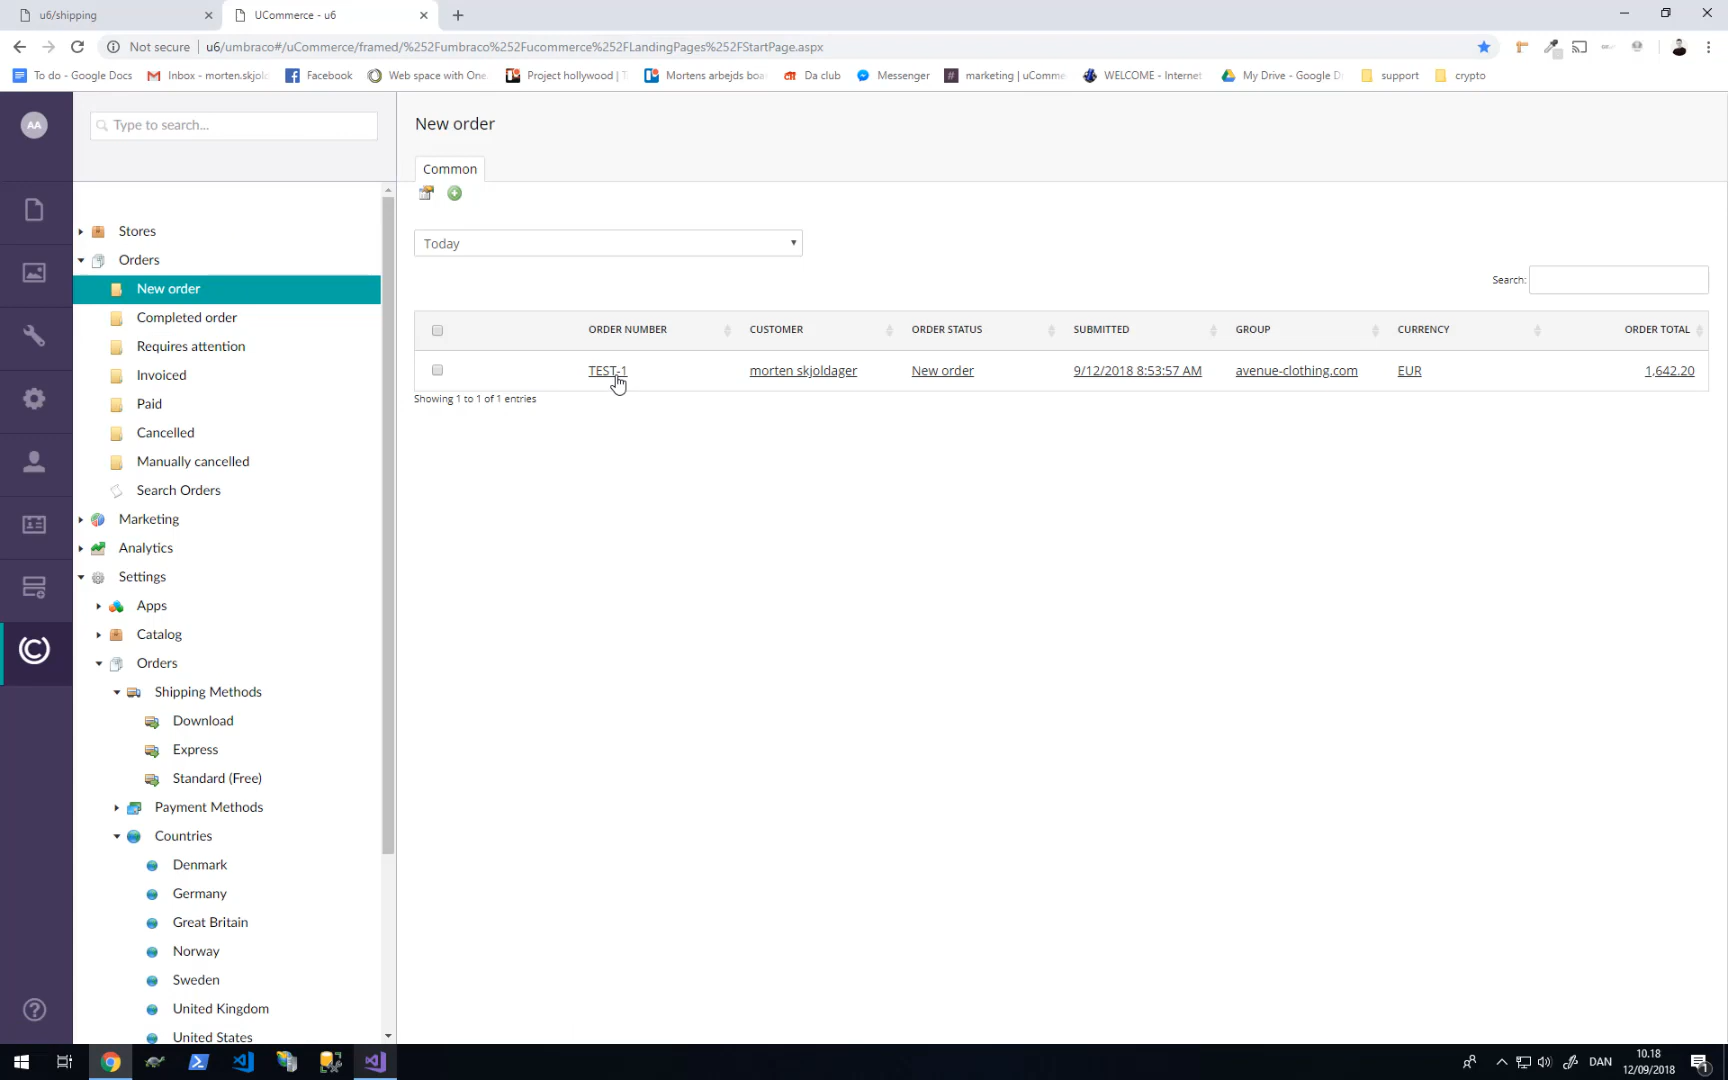 u6/shipping
UCommerce - u6
Not secure
u6/umbraco#/uCommerce/framed/%252Fumbraco%252Fucommerce%252FLandingPages%252FStartPage.aspx
To do - Google Docs
Inbox - morten.skjold
Facebook
Web space with One.
Project hollywood | T
Mortens arbejds boa
Da club
Messenger
marketing | uComme
WELCOME - Internet
My Drive - Google D
support
crypto
AA
Type to search...
Stores
Orders
New order
Completed order
Requires attention
Invoiced
Paid
Cancelled
Manually cancelled
Search Orders
Marketing
Analytics
Settings
Apps
Catalog
Orders
Shipping Methods
Download
Express
Standard (Free)
Payment Methods
Countries
Denmark
Germany
Great Britain
Norway
Sweden
United Kingdom
United States
New order
Common
Today
Search:
ORDER NUMBER CUSTOMER ORDER STATUS SUBMITTED GROUP CURRENCY ORDER TOTAL
TEST-1 morten skjoldager New order 9/12/2018 8:53:57 AM avenue-clothing.com EUR 1,642.20
Showing 1 to 1 of 1 entries
DAN
10.18
12/09/2018
1